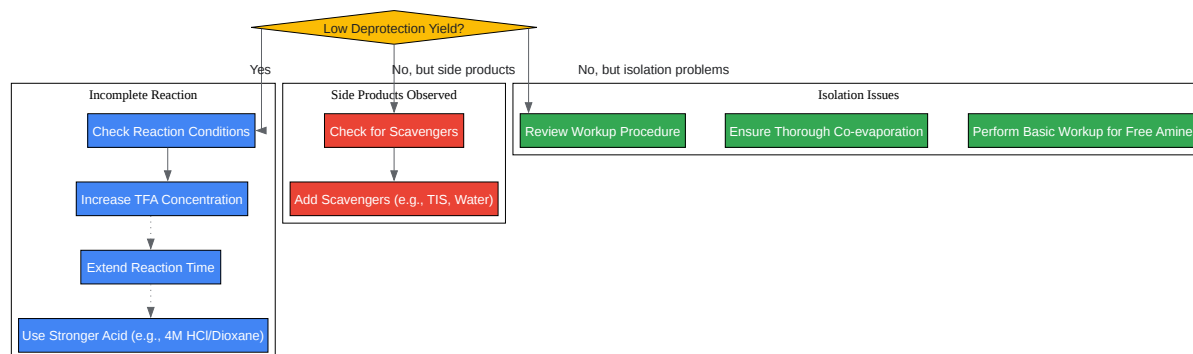 Low Deprotection Yield?
Yes
No, but side products
No, but isolation problems
Incomplete Reaction
Check Reaction Conditions
Increase TFA Concentration
Extend Reaction Time
Use Stronger Acid (e.g., 4M HCl/Dioxane)
Side Products Observed
Check for Scavengers
Add Scavengers (e.g., TIS, Water)
Isolation Issues
Review Workup Procedure
Ensure Thorough Co-evaporation
Perform Basic Workup for Free Amine